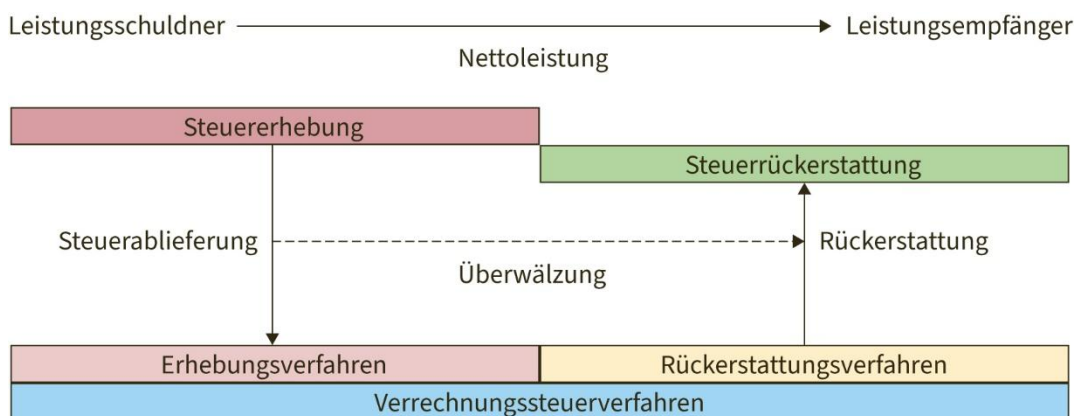 Leistungsschuldner
Leistungsempfänger
Nettoleistung
Steuererhebung
Steuerrückerstattung
Steuerablieferung
Rückerstattung
Überwälzung
Erhebungsverfahren
Rückerstattungsverfahren
Verrechnungssteuerverfahren